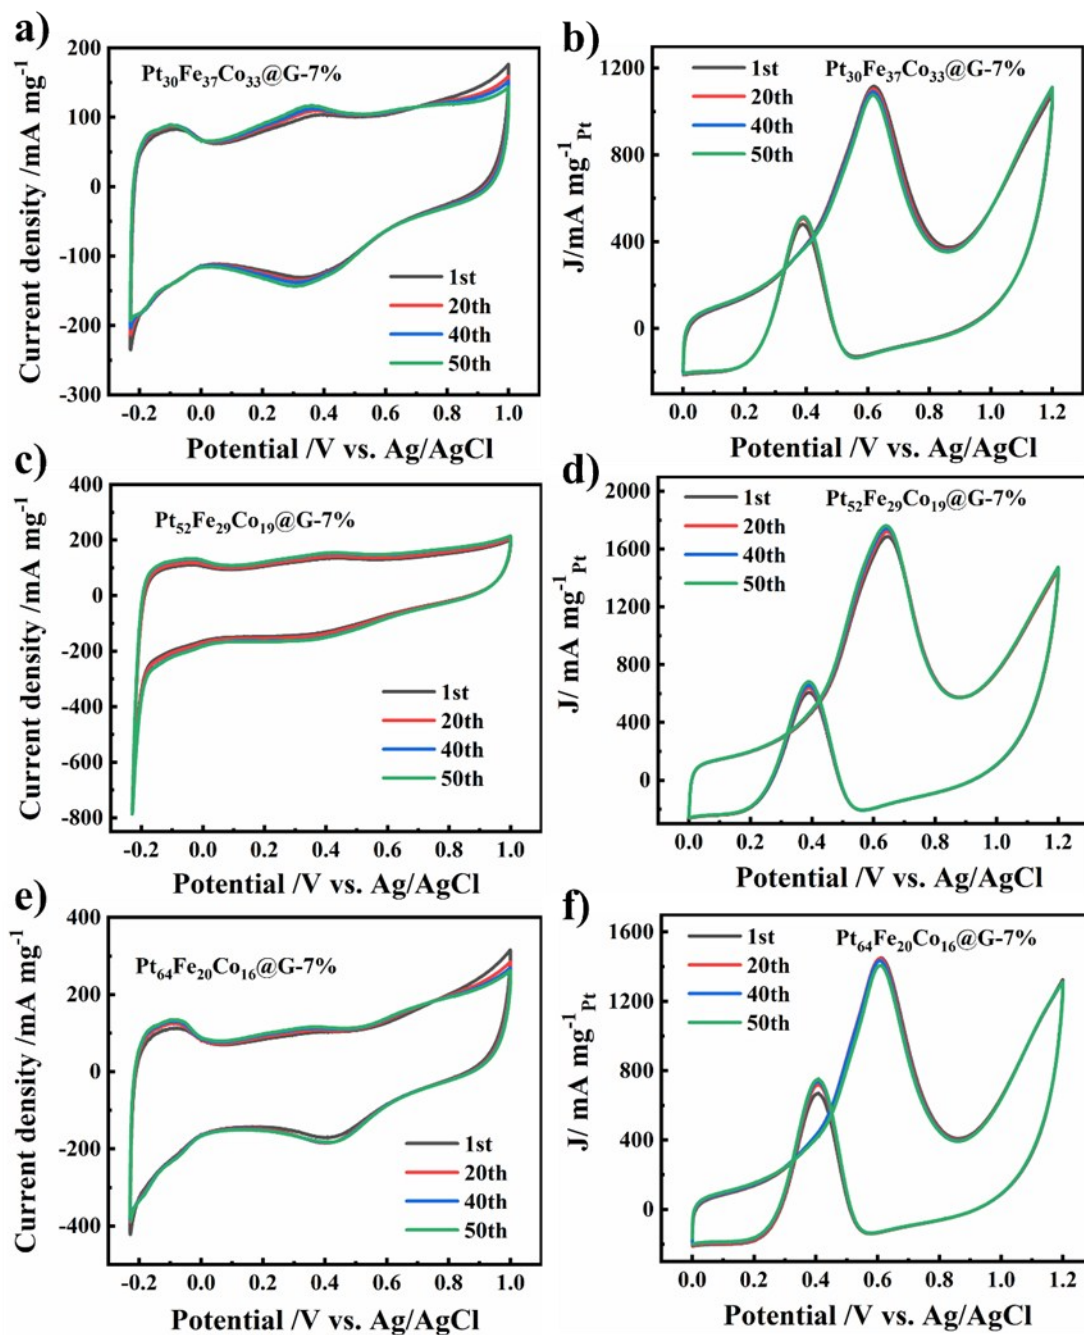 a)
Pt30Fe37Co33@G-7%
200
100
0
-100
-200
-300
Current density /mA mg-1
1st
20th
40th
50th
-0.2 0.0 0.2 0.4 0.6 0.8 1.0
Potential /V vs. Ag/AgCl
b)
1st
20th
40th
50th
Pt30Fe37Co33@G-7%
1200
800
400
0
J/mA mg-1Pt
0.0 0.2 0.4 0.6 0.8 1.0 1.2
Potential /V vs. Ag/AgCl
c)
Pt52Fe29Co19@G-7%
400
200
0
-200
-400
-600
-800
Current density /mA mg-1
1st
20th
40th
50th
-0.2 0.0 0.2 0.4 0.6 0.8 1.0
Potential /V vs. Ag/AgCl
d)
1st
20th
40th
50th
Pt52Fe29Co19@G-7%
2000
1600
1200
800
400
0
J/ mA mg-1Pt
0.0 0.2 0.4 0.6 0.8 1.0 1.2
Potential /V vs. Ag/AgCl
e)
Pt64Fe20Co16@G-7%
400
200
0
-200
-400
Current density /mA mg-1
1st
20th
40th
50th
-0.2 0.0 0.2 0.4 0.6 0.8 1.0
Potential /V vs. Ag/AgCl
f)
1st
20th
40th
50th
Pt64Fe20Co16@G-7%
1600
1200
800
400
0
J/ mA mg-1Pt
0.0 0.2 0.4 0.6 0.8 1.0 1.2
Potential /V vs. Ag/AgCl